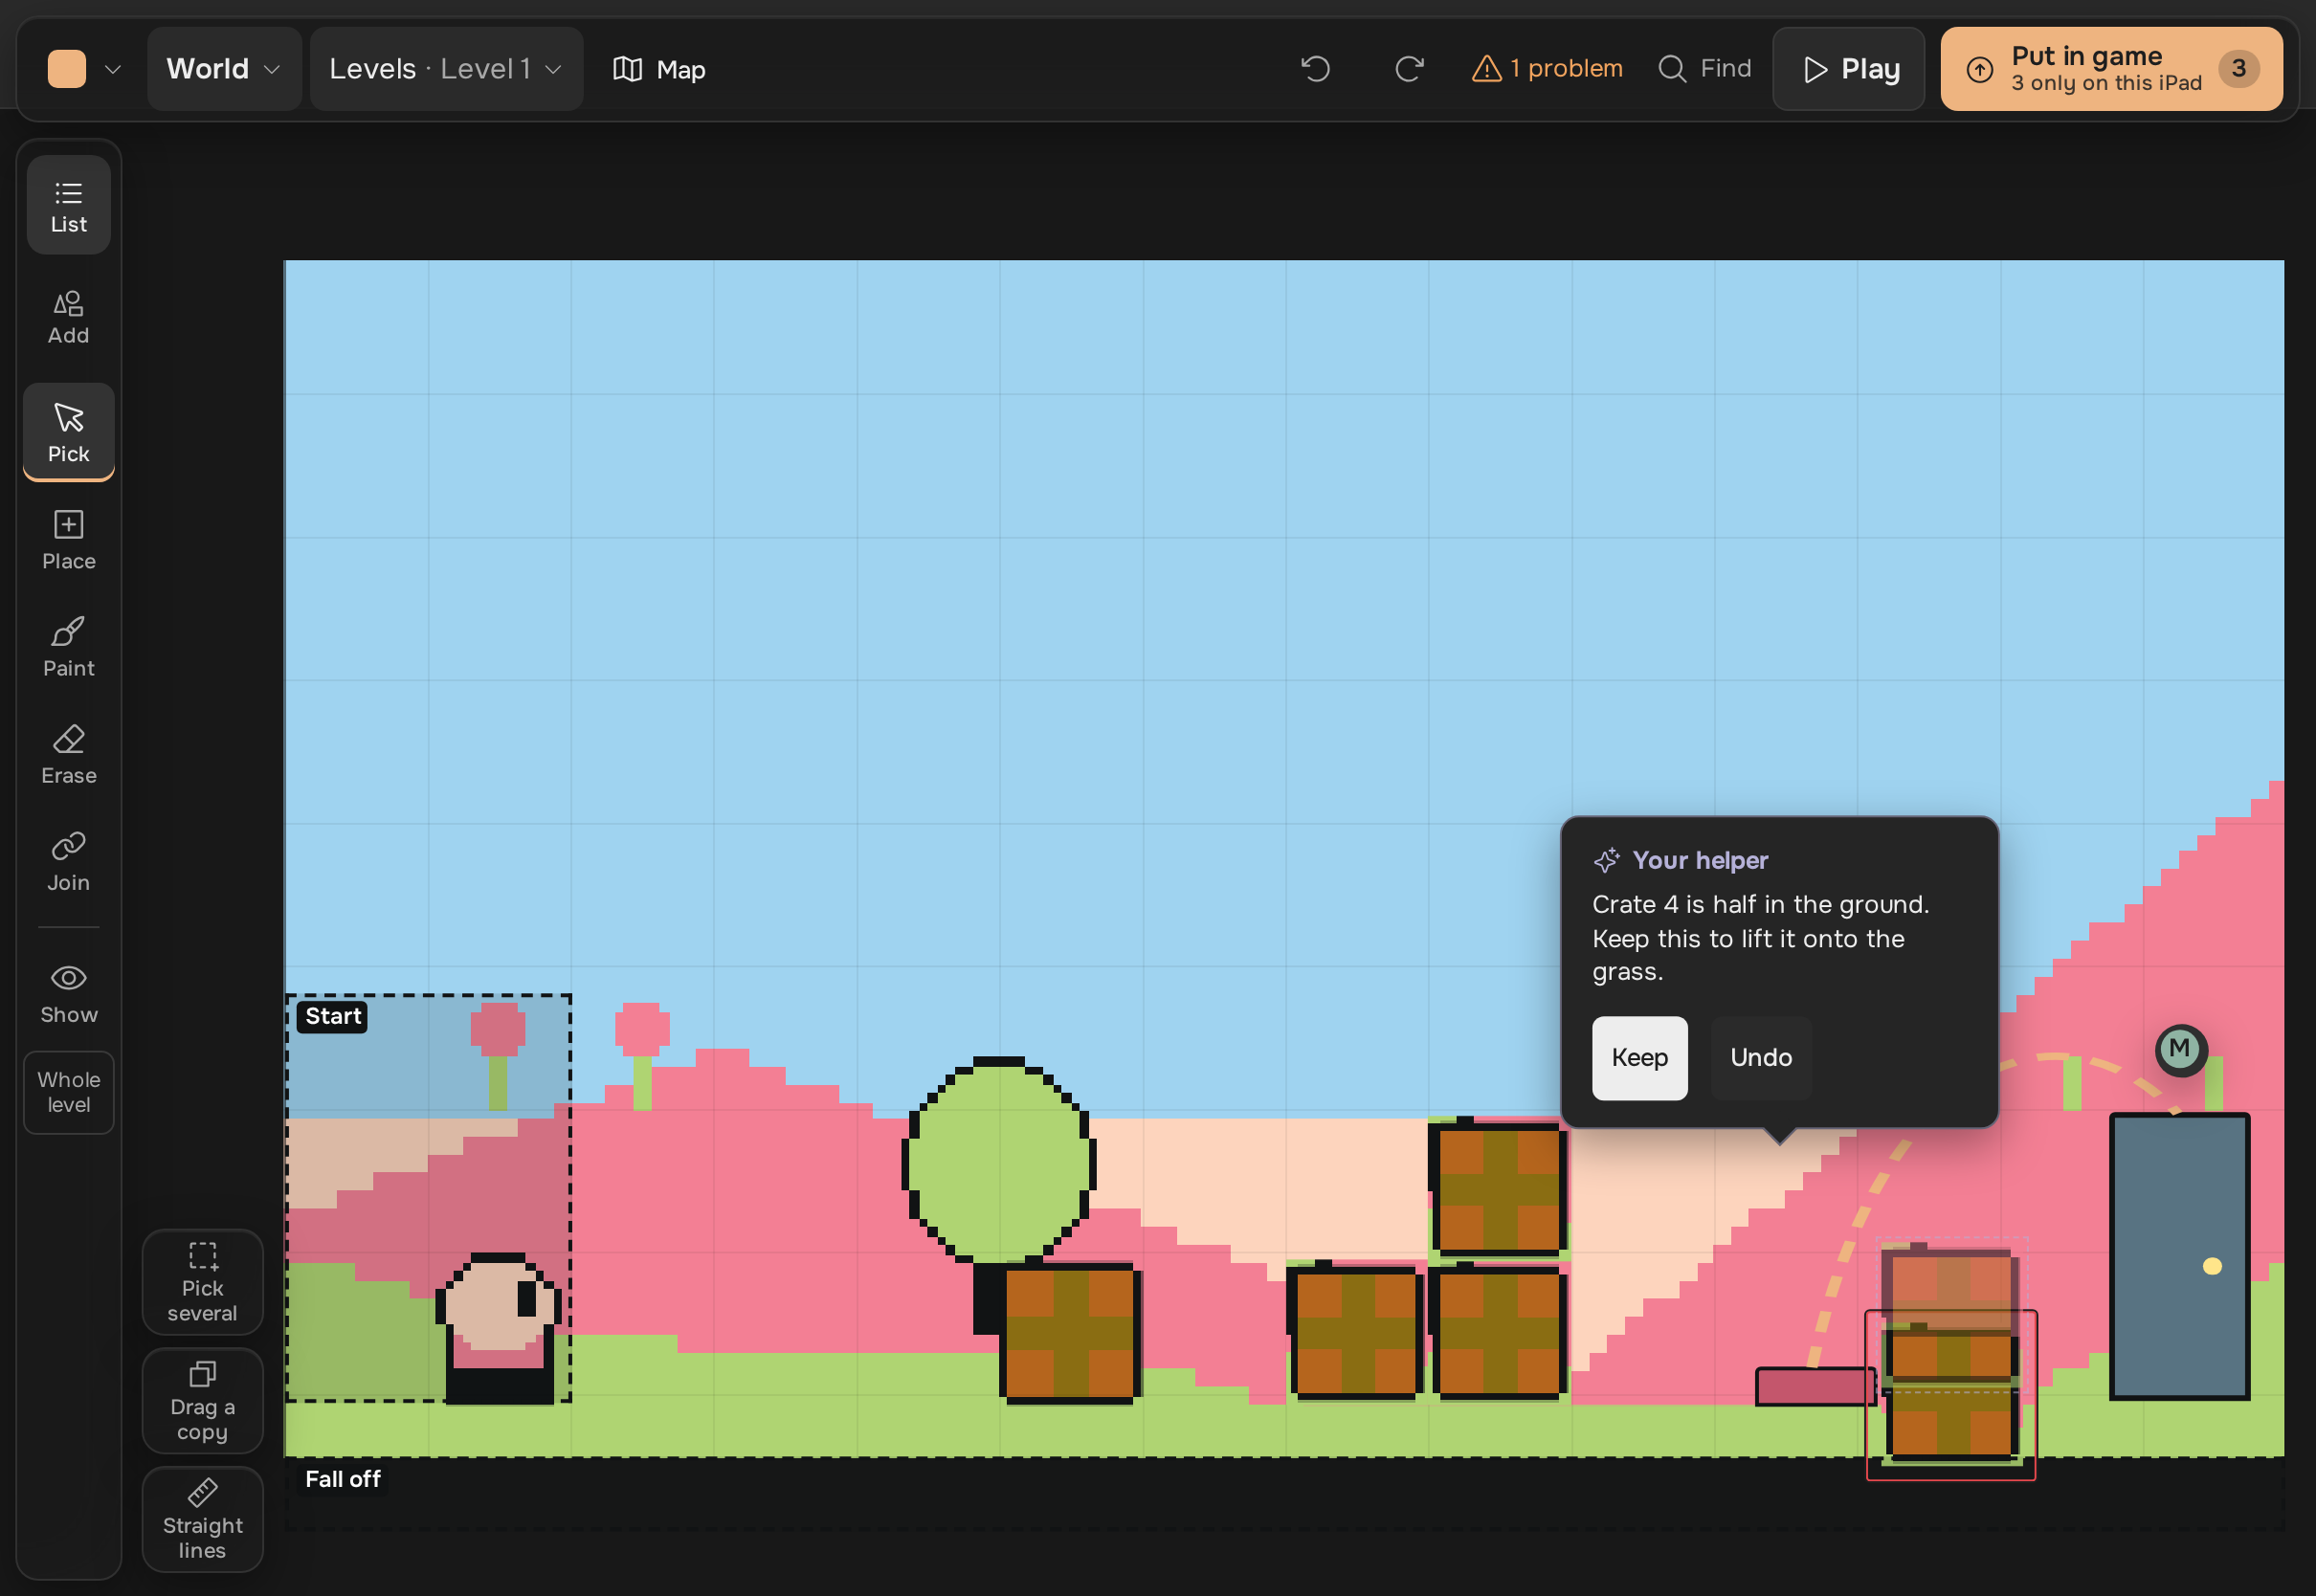 World
Levels · Level 1
Map
1 problem
Find
Play
Put in game
3 only on this iPad
3
List
Add
Pick
Place
Paint
Erase
Join
Show
Whole
level
Pick
several
Drag a
copy
Straight
lines
Start
Your helper
Crate 4 is half in the ground.
Keep this to lift it onto the
grass.
Keep
Undo
M
Fall off